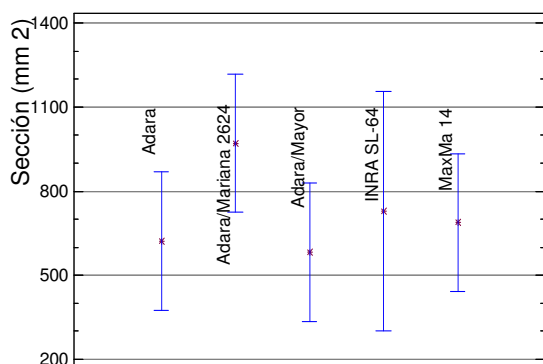 Sección (mm 2)
1400
1100
800
500
200
Adara
Adara/Mariana 2624
Adara/Mayor
INRA SL-64
MaxMa 14